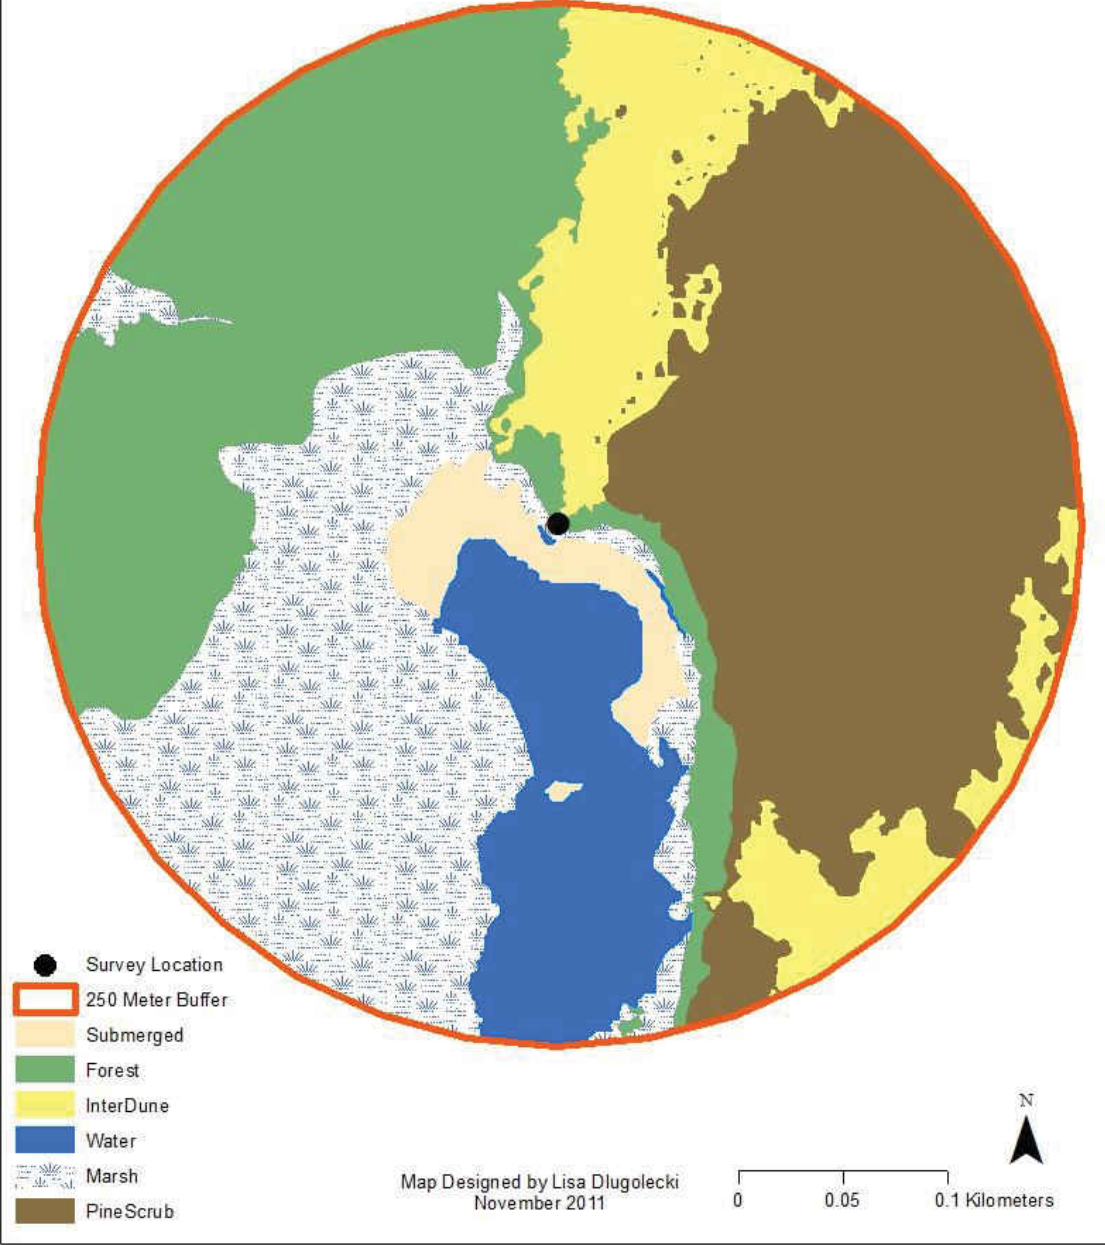 Survey Location
250 Meter Buffer
Submerged
Forest
InterDune
Water
Marsh
PineScrub
Map Designed by Lisa Dlugolecki
November 2011
N
0 0.05 0.1 Kilometers